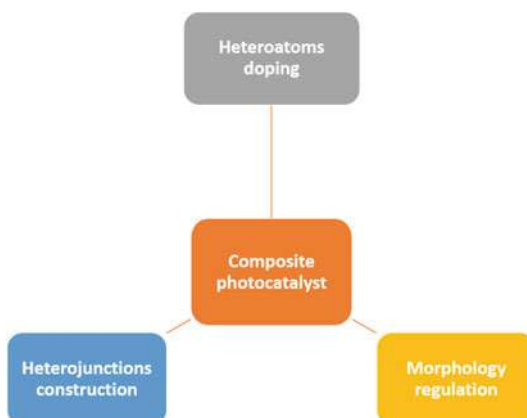 Heteroatoms
doping
Composite
photocatalyst
Heterojunctions
construction
Morphology
regulation